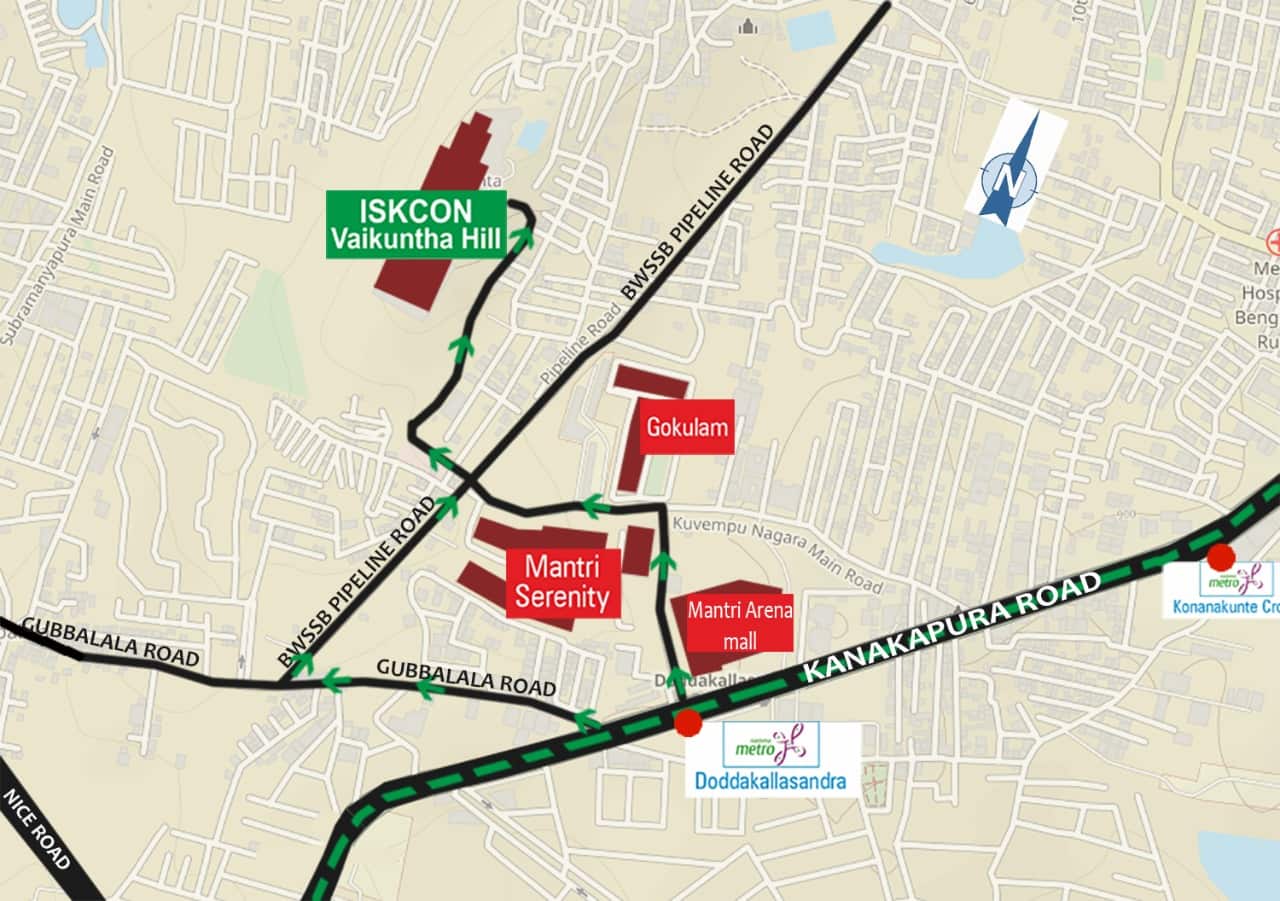 10th
N
Subramanyapura Main Road
ISKCON
Vaikuntha Hill
BWSSB PIPELINE ROAD
Pipeline Road
Me
Hosp
Beng
Ru
Gokulam
BWSSB PIPELINE ROAD
Kuvempu Nagara Main Road
Mantri
Serenity
Mantri Arena
mall
metro
Konanakunte Cro
KANAKAPURA ROAD
GUBBALALA ROAD
GUBBALALA ROAD
metro
Doddakallasandra
NICE ROAD